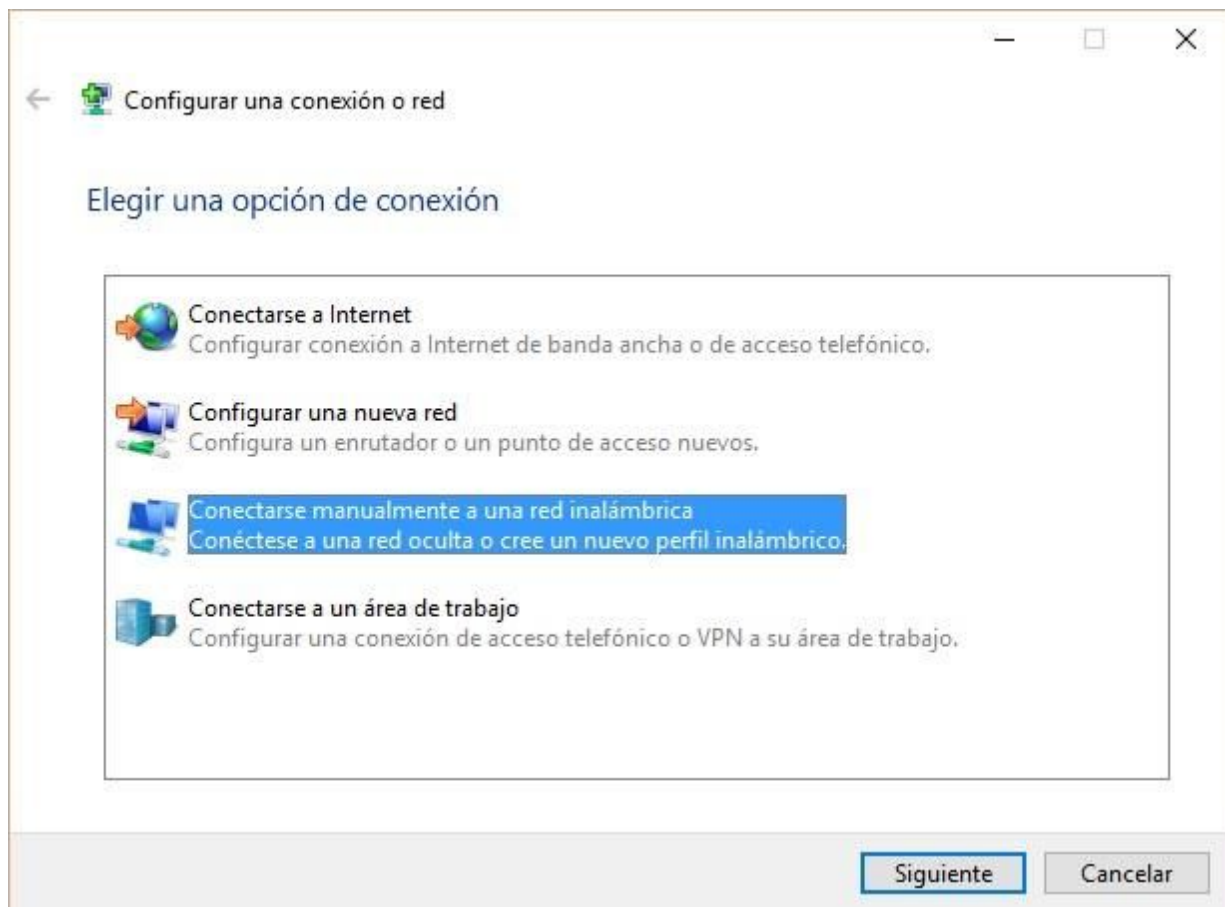 Configurar una conexión o red
Elegir una opción de conexión
Conectarse a Internet
Configurar conexión a Internet de banda ancha o de acceso telefónico.
Configurar una nueva red
Configura un enrutador o un punto de acceso nuevos.
Conectarse manualmente a una red inalámbrica
Conéctese a una red oculta o cree un nuevo perfil inalámbrico.
Conectarse a un área de trabajo
Configurar una conexión de acceso telefónico o VPN a su área de trabajo.
Siguiente
Cancelar